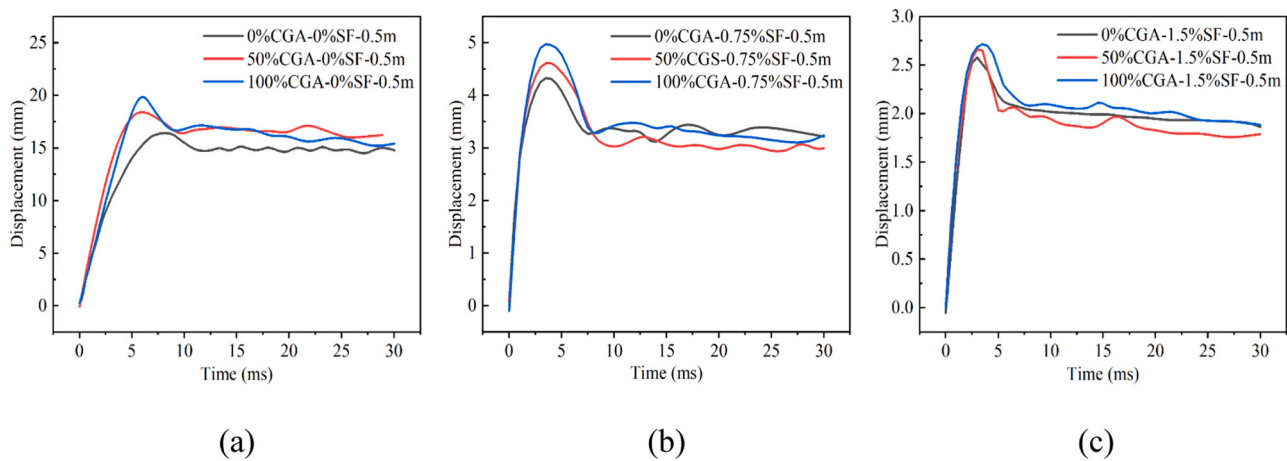 0%CGA-0%SF-0.5m
50%CGA-0%SF-0.5m
100%CGA-0%SF-0.5m
Displacement (mm)
25
20
15
10
5
0
0 5 10 15 20 25 30
Time (ms)
(a)
0%CGA-0.75%SF-0.5m
50%CGS-0.75%SF-0.5m
100%CGA-0.75%SF-0.5m
Displacement (mm)
5
4
3
2
1
0
0 5 10 15 20 25 30
Time (ms)
(b)
0%CGA-1.5%SF-0.5m
50%CGA-1.5%SF-0.5m
100%CGA-1.5%SF-0.5m
Displacement (mm)
3.0
2.5
2.0
1.5
1.0
0.5
0.0
0 5 10 15 20 25 30
Time (ms)
(c)